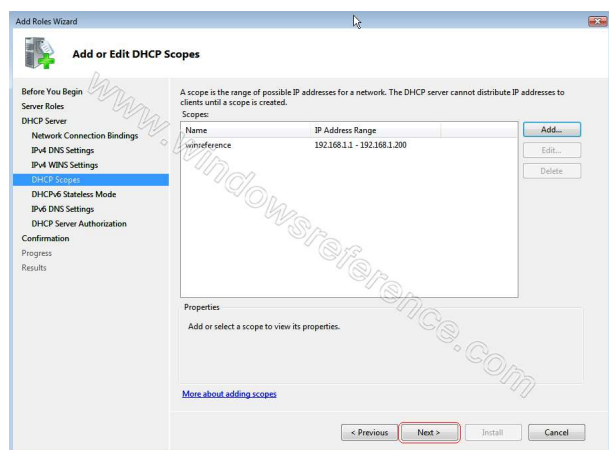 Add Roles Wizard
Add or Edit DHCP Scopes
Before You Begin
Server Roles
DHCP Server
Network Connection Bindings
IPv4 DNS Settings
IPv4 WINS Settings
DHCP Scopes
DHCPv6 Stateless Mode
IPv6 DNS Settings
DHCP Server Authorization
Confirmation
Progress
Results
A scope is the range of possible IP addresses for a network. The DHCP server cannot distribute IP addresses to
clients until a scope is created.
Scopes:
Name IP Address Range
winsreference 192.168.1.1 - 192.168.1.200
Add...
Edit...
Delete
Properties
Add or select a scope to view its properties.
More about adding scopes
< Previous Next > Install Cancel
www.windowsreference.com